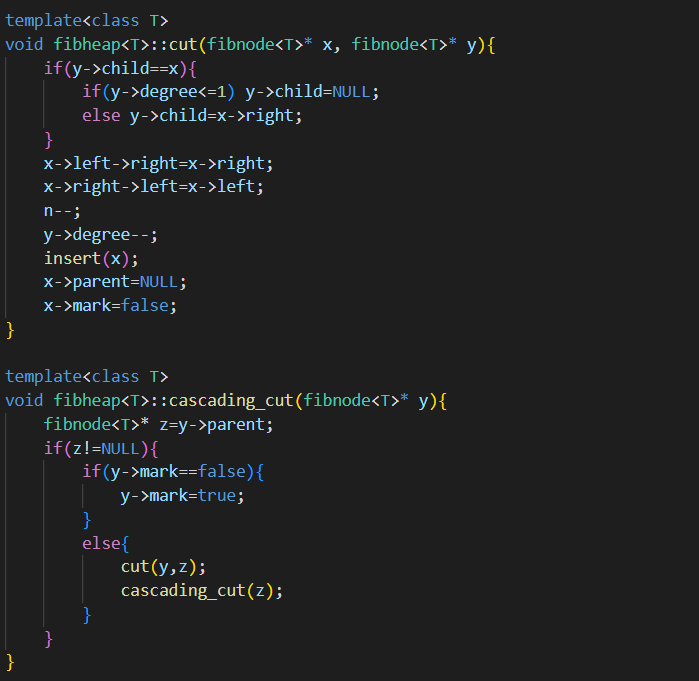 template<class T>
void fibheap<T>::cut(fibnode<T>* x, fibnode<T>* y){
    if(y->child==x){
        if(y->degree<=1) y->child=NULL;
        else y->child=x->right;
    }
    x->left->right=x->right;
    x->right->left=x->left;
    n--;
    y->degree--;
    insert(x);
    x->parent=NULL;
    x->mark=false;
}

template<class T>
void fibheap<T>::cascading_cut(fibnode<T>* y){
    fibnode<T>* z=y->parent;
    if(z!=NULL){
        if(y->mark==false){
            y->mark=true;
        }
        else{
            cut(y,z);
            cascading_cut(z);
        }
    }
}